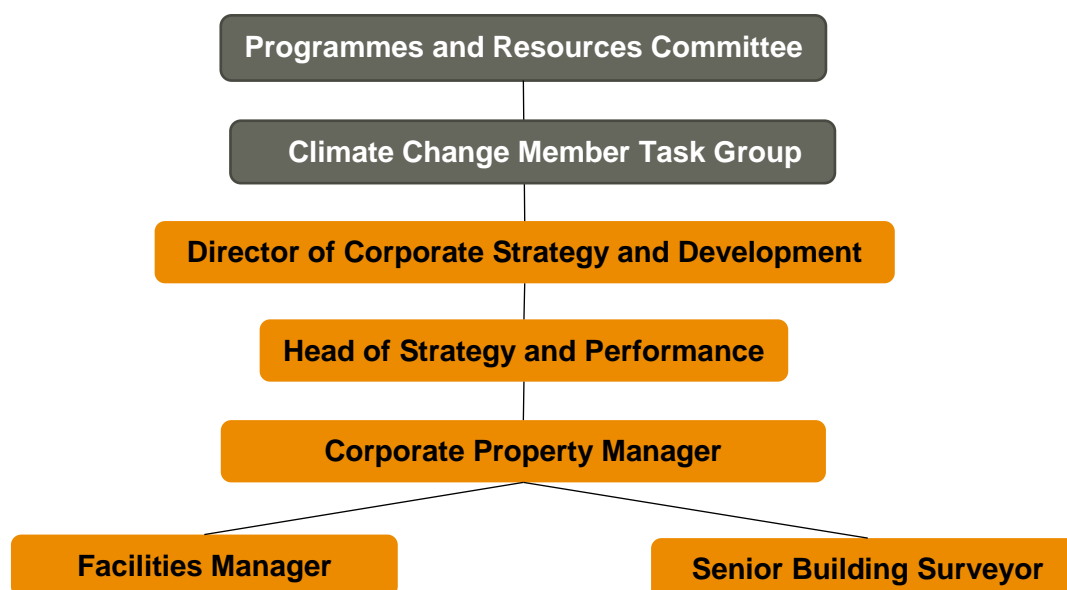 Programmes and Resources Committee
Climate Change Member Task Group
Director of Corporate Strategy and Development
Head of Strategy and Performance
Corporate Property Manager
Facilities Manager
Senior Building Surveyor